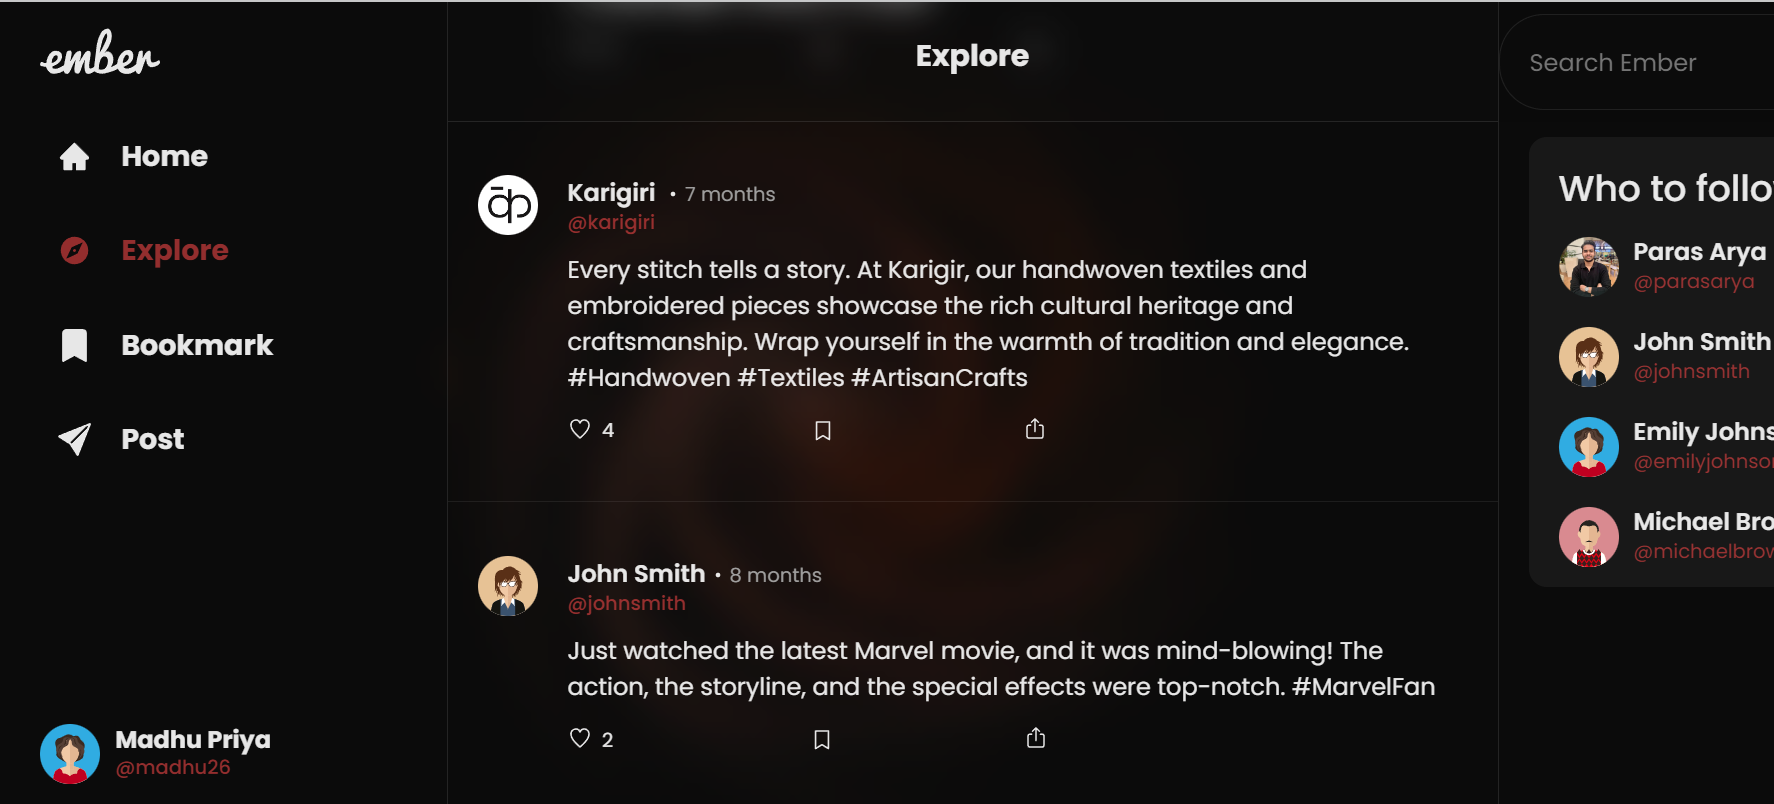 ember
Home
Explore
Bookmark
Post
Madhu Priya
@madhu26
Explore
Karigiri • 7 months
@karigiri
Every stitch tells a story. At Karigir, our handwoven textiles and
embroidered pieces showcase the rich cultural heritage and
craftsmanship. Wrap yourself in the warmth of tradition and elegance.
#Handwoven #Textiles #ArtisanCrafts
4
John Smith • 8 months
@johnsmith
Just watched the latest Marvel movie, and it was mind-blowing! The
action, the storyline, and the special effects were top-notch. #MarvelFan
2
Search Ember
Who to follo
Paras Arya
@parasarya
John Smith
@johnsmith
Emily Johns
@emilyjohnso
Michael Bro
@michaelbrow